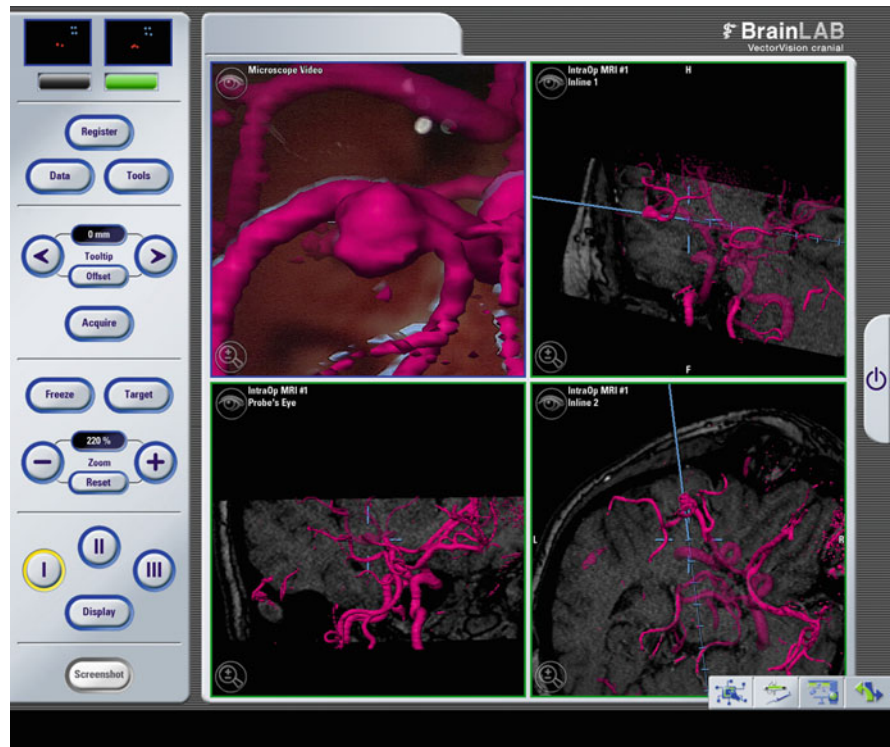 BrainLAB
VectorVision cranial
Register
Data
Tools
0 mm
Tooltip
Offset
Acquire
Freeze
Target
220 %
Zoom
Reset
I
II
III
Display
Screenshot
Microscope Video
IntraOp MRI #1
Inline 1
H
F
IntraOp MRI #1
Probe's Eye
IntraOp MRI #1
Inline 2
L
R